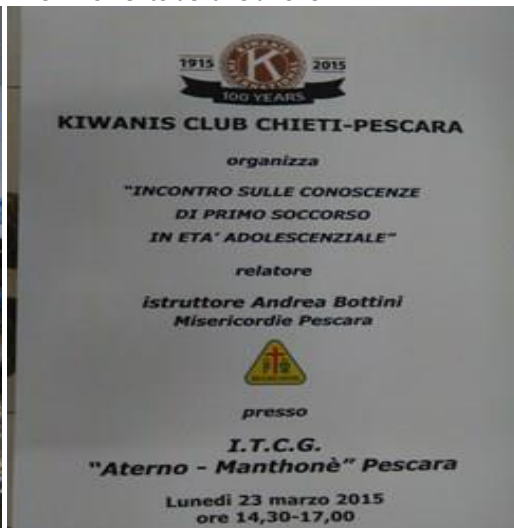 KIWANIS
K
1915 2015
100 YEARS
KIWANIS CLUB CHIETI-PESCARA
organizza
"INCONTRO SULLE CONOSCENZE
DI PRIMO SOCCORSO
IN ETA' ADOLESCENZIALE"
relatore
istruttore Andrea Bottini
Misericordie Pescara
presso
I.T.C.G.
"Aterno - Manthonè" Pescara
Lunedì 23 marzo 2015
ore 14,30-17,00